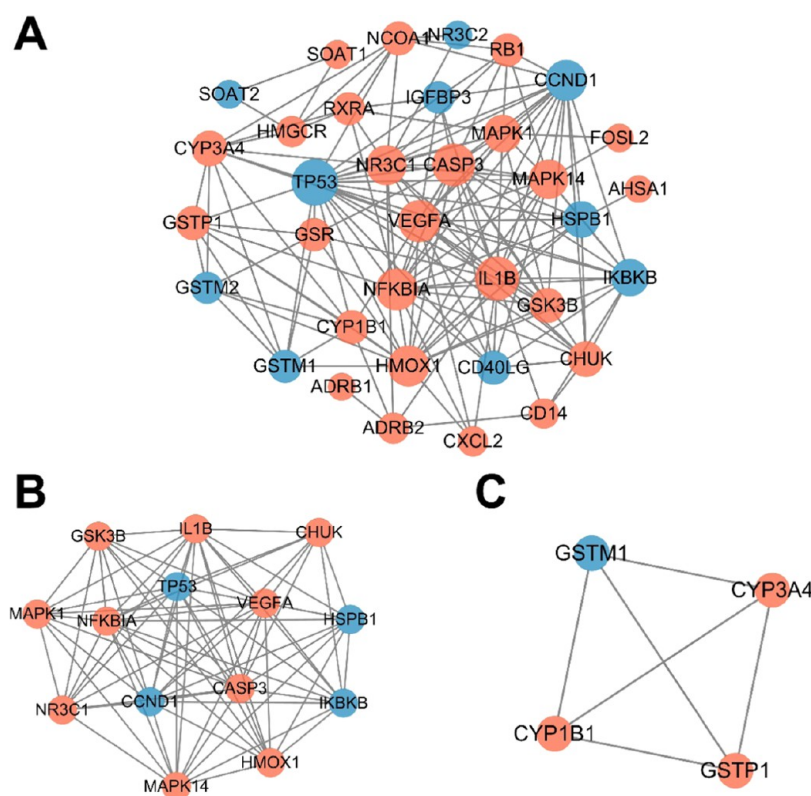 A
NCOA1
NR3C2
RB1
SOAT1
CCND1
SOAT2
IGFBP3
RXRA
HMGCR
MAPK1
FOSL2
CYP3A4
NR3C1
CASP3
TP53
MAPK14
AHSA1
GSTP1
VEGFA
HSPB1
GSR
GSTM2
NFKBIA
IL1B
IKBKB
GSK3B
CYP1B1
GSTM1
HMOX1
CD40LG
CHUK
ADRB1
CD14
ADRB2
CXCL2
B
GSK3B
IL1B
CHUK
TP53
MAPK1
NFKBIA
VEGFA
HSPB1
NR3C1
CCND1
CASP3
IKBKB
HMOX1
MAPK14
C
GSTM1
CYP3A4
CYP1B1
GSTP1